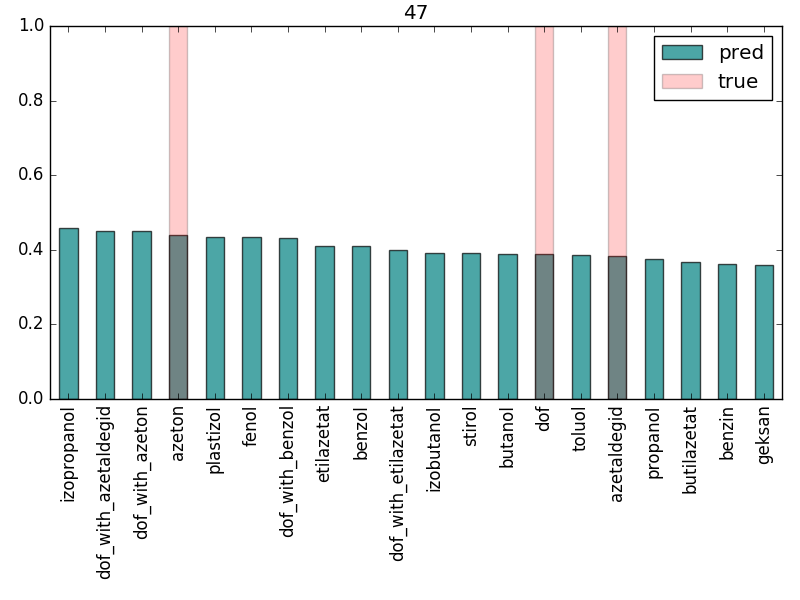 47
pred
true
1.0
0.8
0.6
0.4
0.2
0.0
izopropanol
dof_with_azetaldegid
dof_with_azeton
azeton
plastizol
fenol
dof_with_benzol
etilazetat
benzol
dof_with_etilazetat
izobutanol
stirol
butanol
dof
toluol
azetaldegid
propanol
butilazetat
benzin
geksan